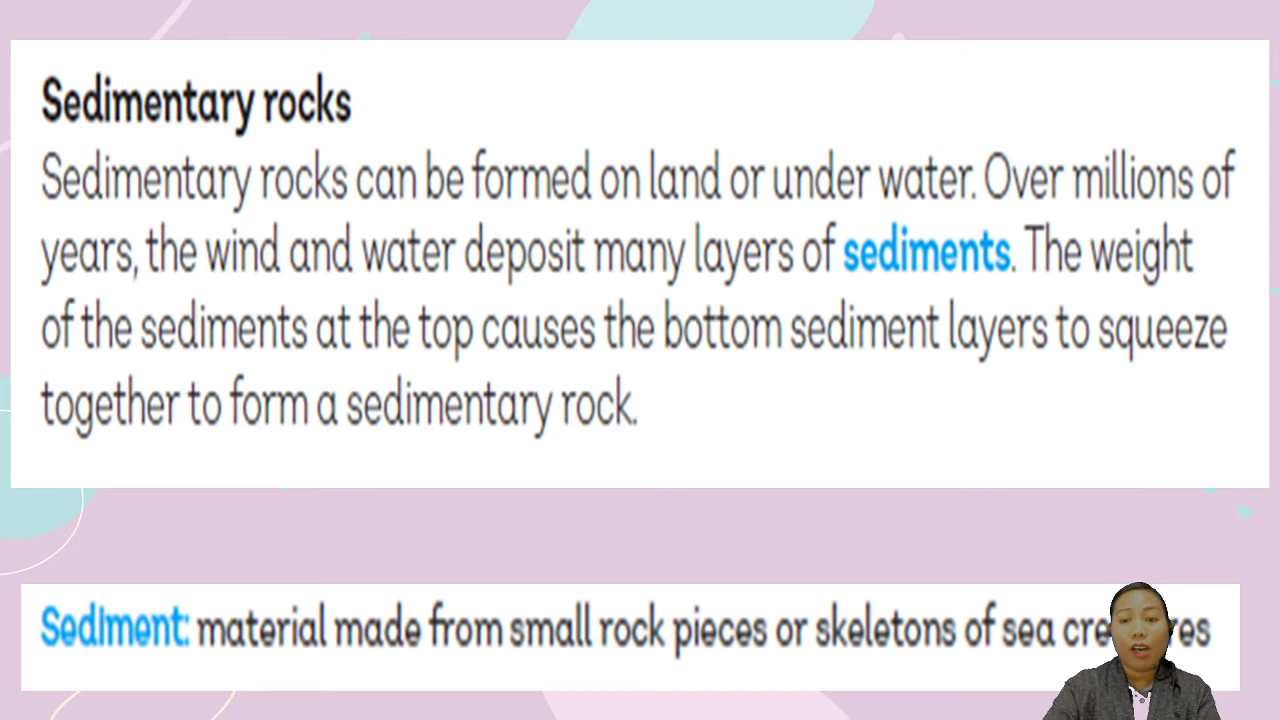 Sedimentary rocks
Sedimentary rocks can be formed on land or under water. Over millions of
years, the wind and water deposit many layers of sediments. The weight
of the sediments at the top causes the bottom sediment layers to squeeze
together to form a sedimentary rock.
Sediment: material made from small rock pieces or skeletons of sea